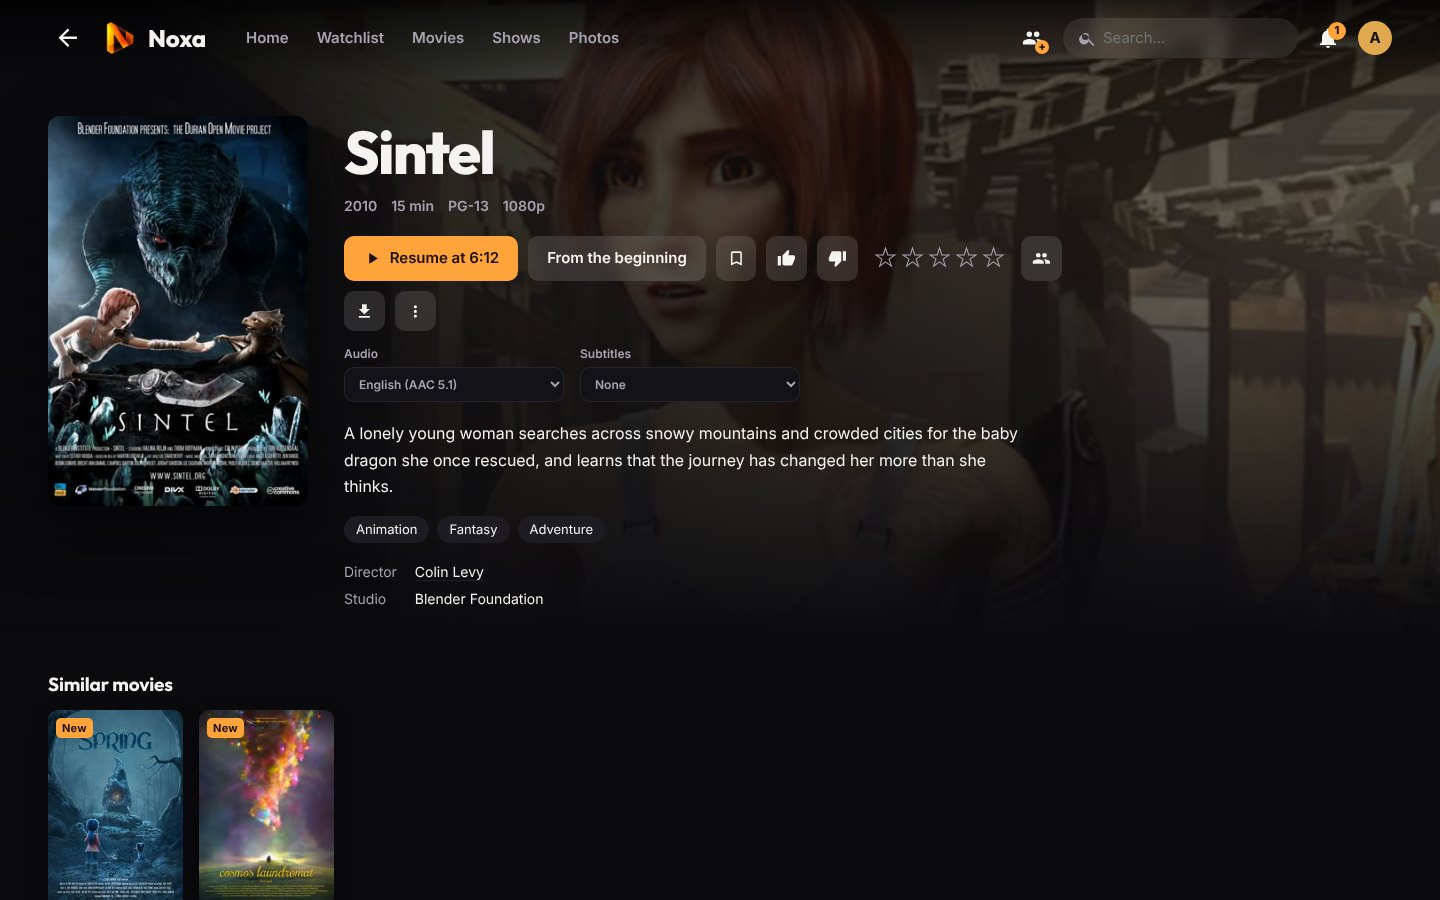 Noxa
Home
Watchlist
Movies
Shows
Photos
Search...
1
A
BLENDER FOUNDATION PRESENTS: THE DURIAN OPEN MOVIE PROJECT
SINTEL
WWW.SINTEL.ORG
Sintel
2010 15 min PG-13 1080p
Resume at 6:12
From the beginning
Audio
Subtitles
English (AAC 5.1)
None
A lonely young woman searches across snowy mountains and crowded cities for the baby
dragon she once rescued, and learns that the journey has changed her more than she
thinks.
Animation
Fantasy
Adventure
Director Colin Levy
Studio Blender Foundation
Similar movies
New
SPRING
New
cosmos laundromat